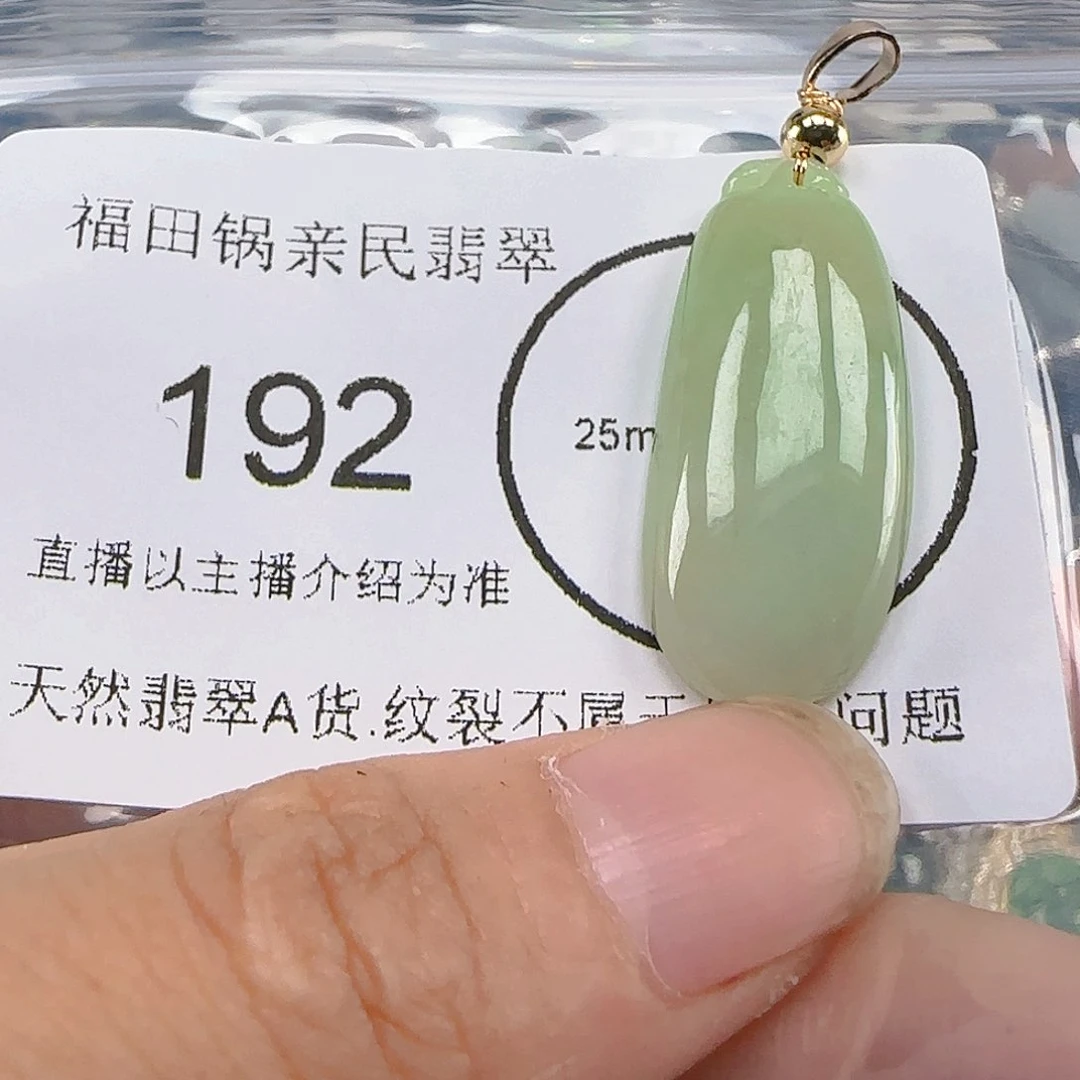 福田锅亲民翡翠
192
25m
直播以主播介绍为准
天然翡翠A货.纹裂不属于 问题